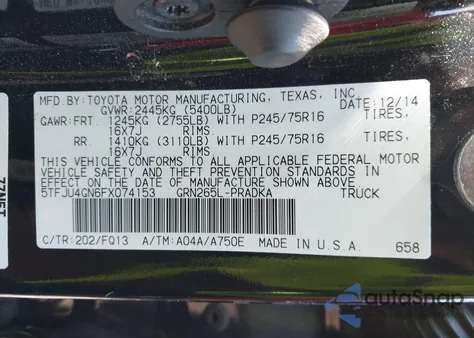 MFD.BY:TOYOTA MOTOR MANUFACTURING, TEXAS, INC.
GVWR:2445KG (5400LB) DATE:12/14
GAWR:FRT. 1245KG (2755LB) WITH P245/75R16 TIRES,
16X7J RIMS
RR. 1410KG (3110LB) WITH P245/75R16 TIRES,
16X7J RIMS
THIS VEHICLE CONFORMS TO ALL APPLICABLE FEDERAL MOTOR
VEHICLE SAFETY STANDARDS IN
EFFECT ON THE DATE OF MANUFACTURE SHOWN ABOVE.
5TFJU4GN6FX074153 GRN265L-PRADKA TRUCK
C/TR:202/FQ13 A/TM:A04A/A750E MADE IN U.S.A. 658
77NET
autoSnap